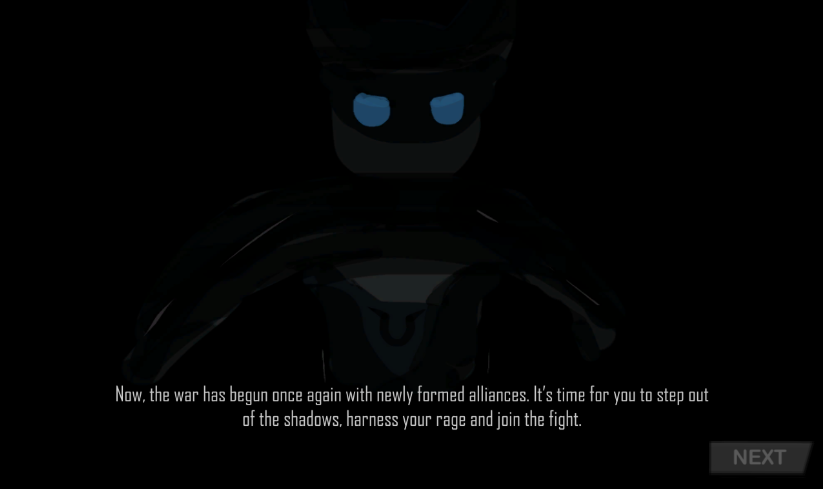 Now, the war has begun once again with newly formed alliances. It's time for you to step out
of the shadows, harness your rage and join the fight.
NEXT